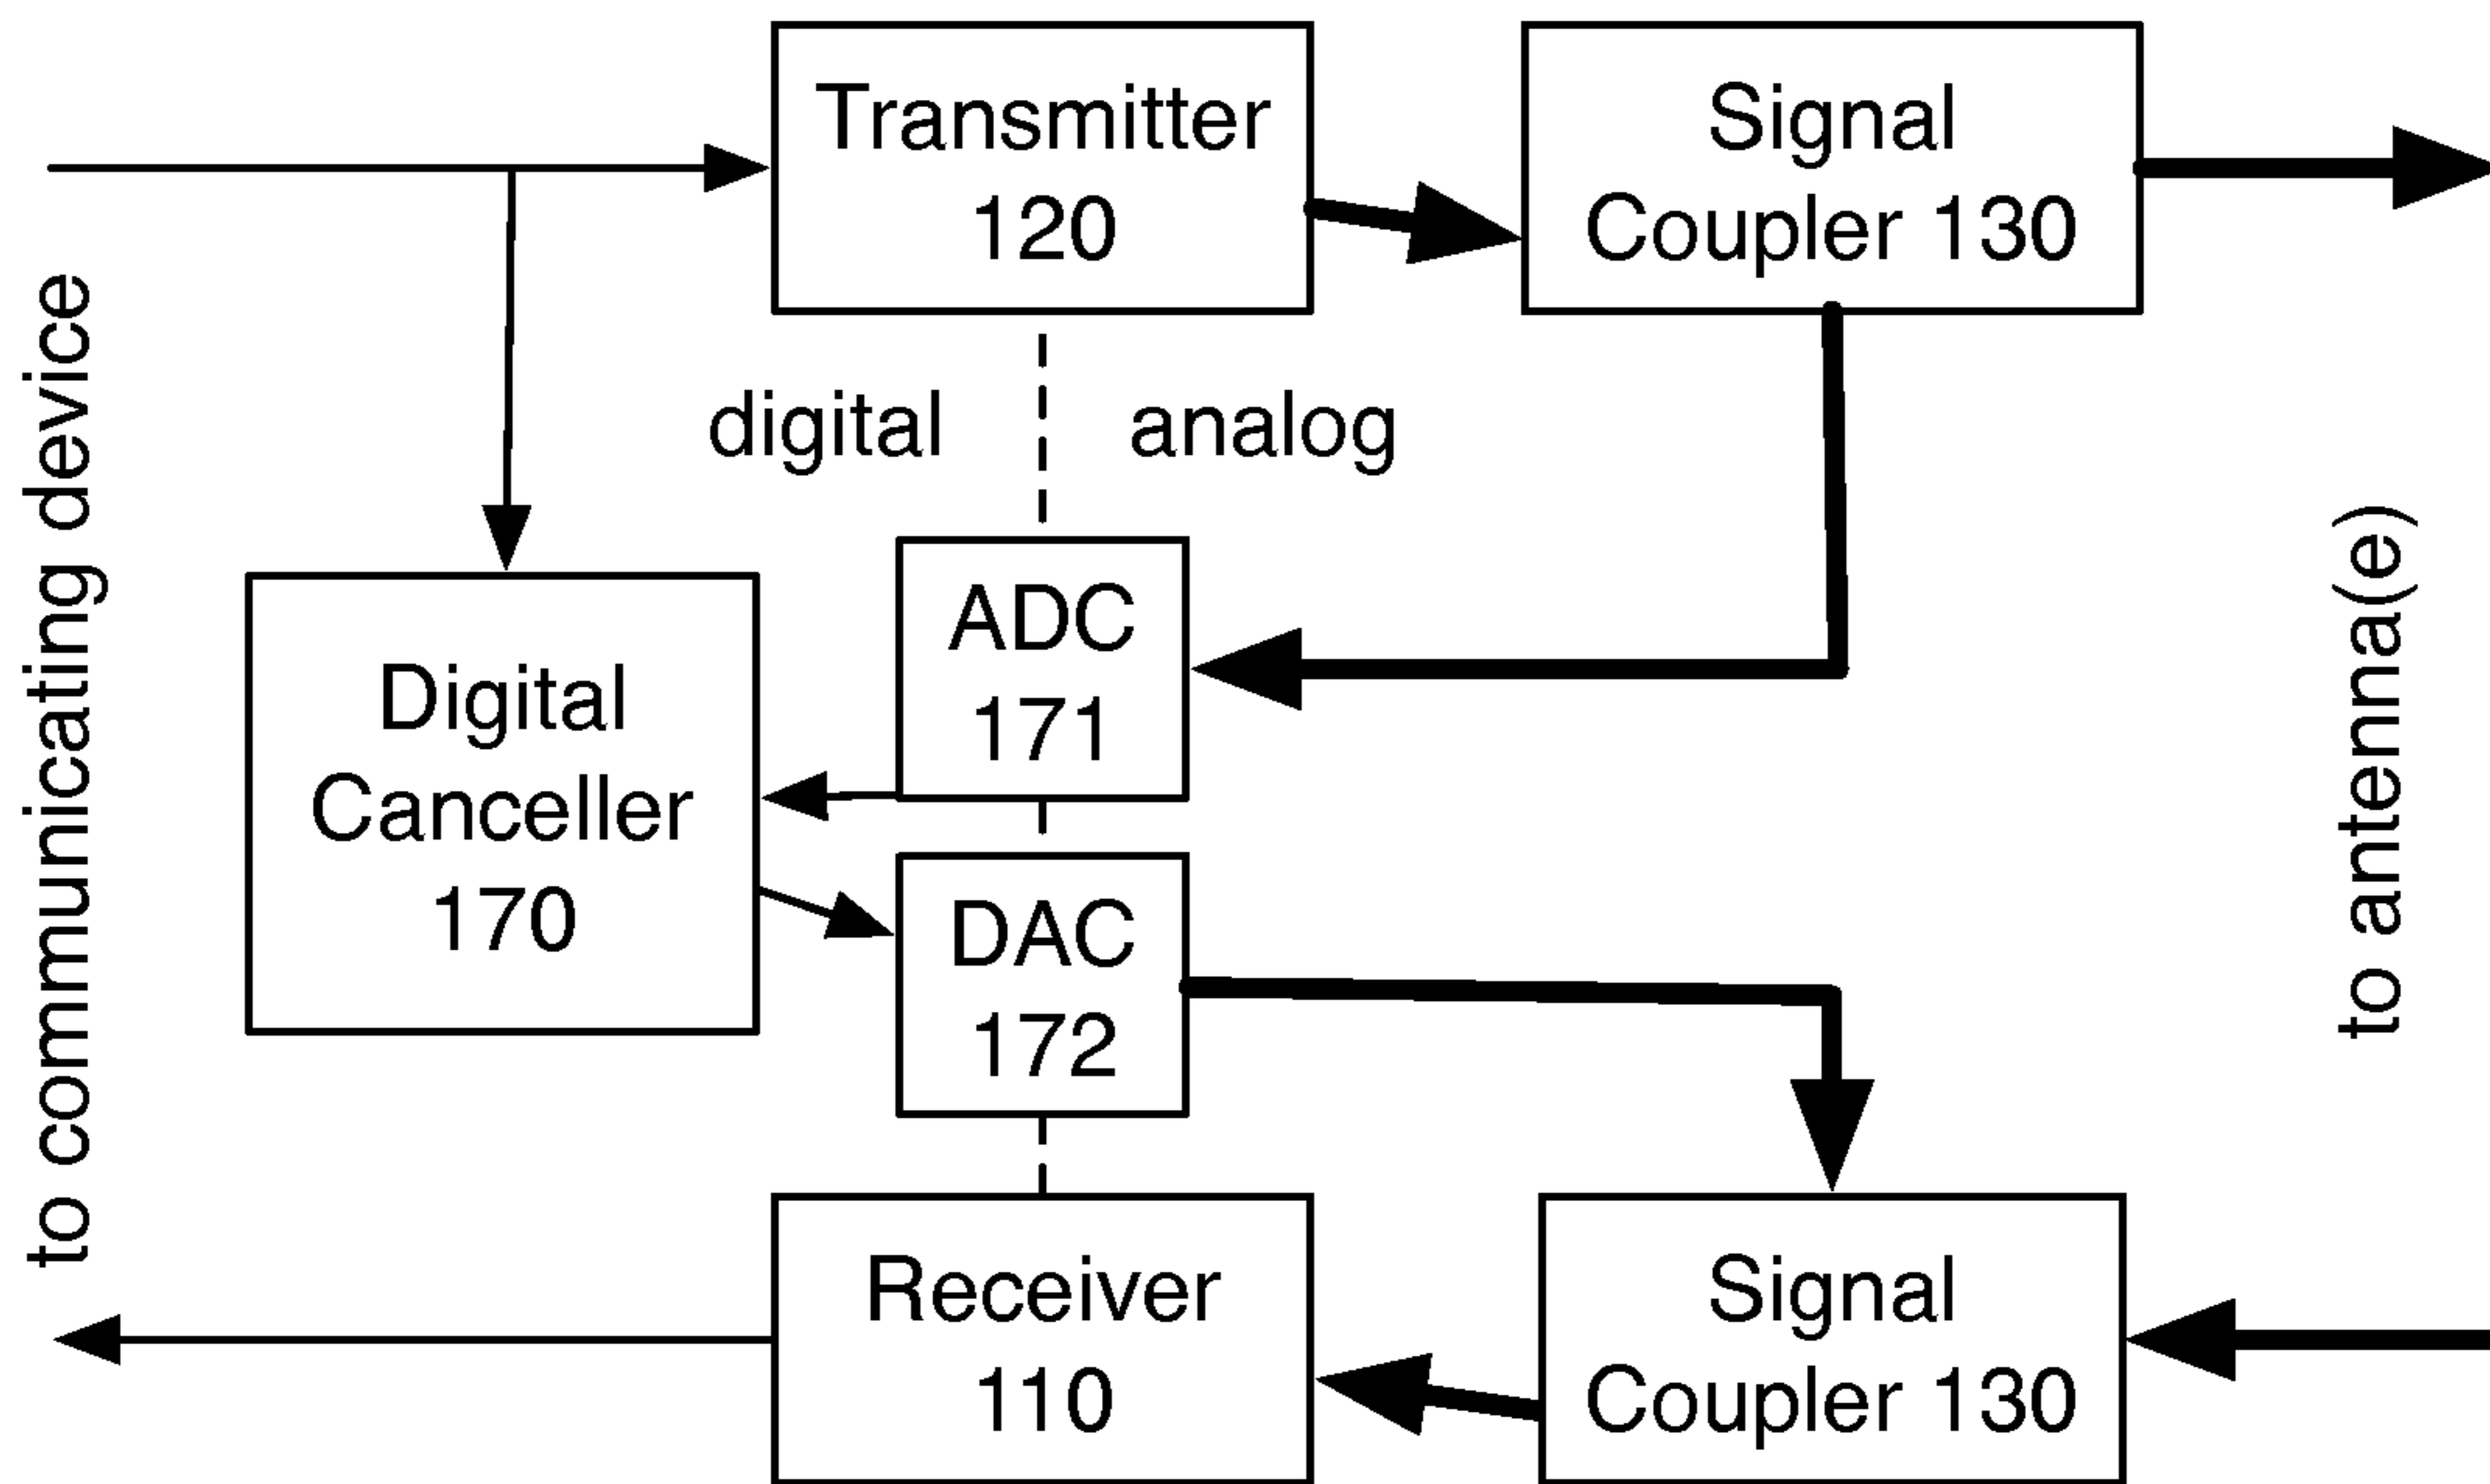 Transmitter
120
Signal
Coupler 130
to communicating device
digital
analog
ADC
171
to antenna(e)
Digital
Canceller
170
DAC
172
Receiver
110
Signal
Coupler 130